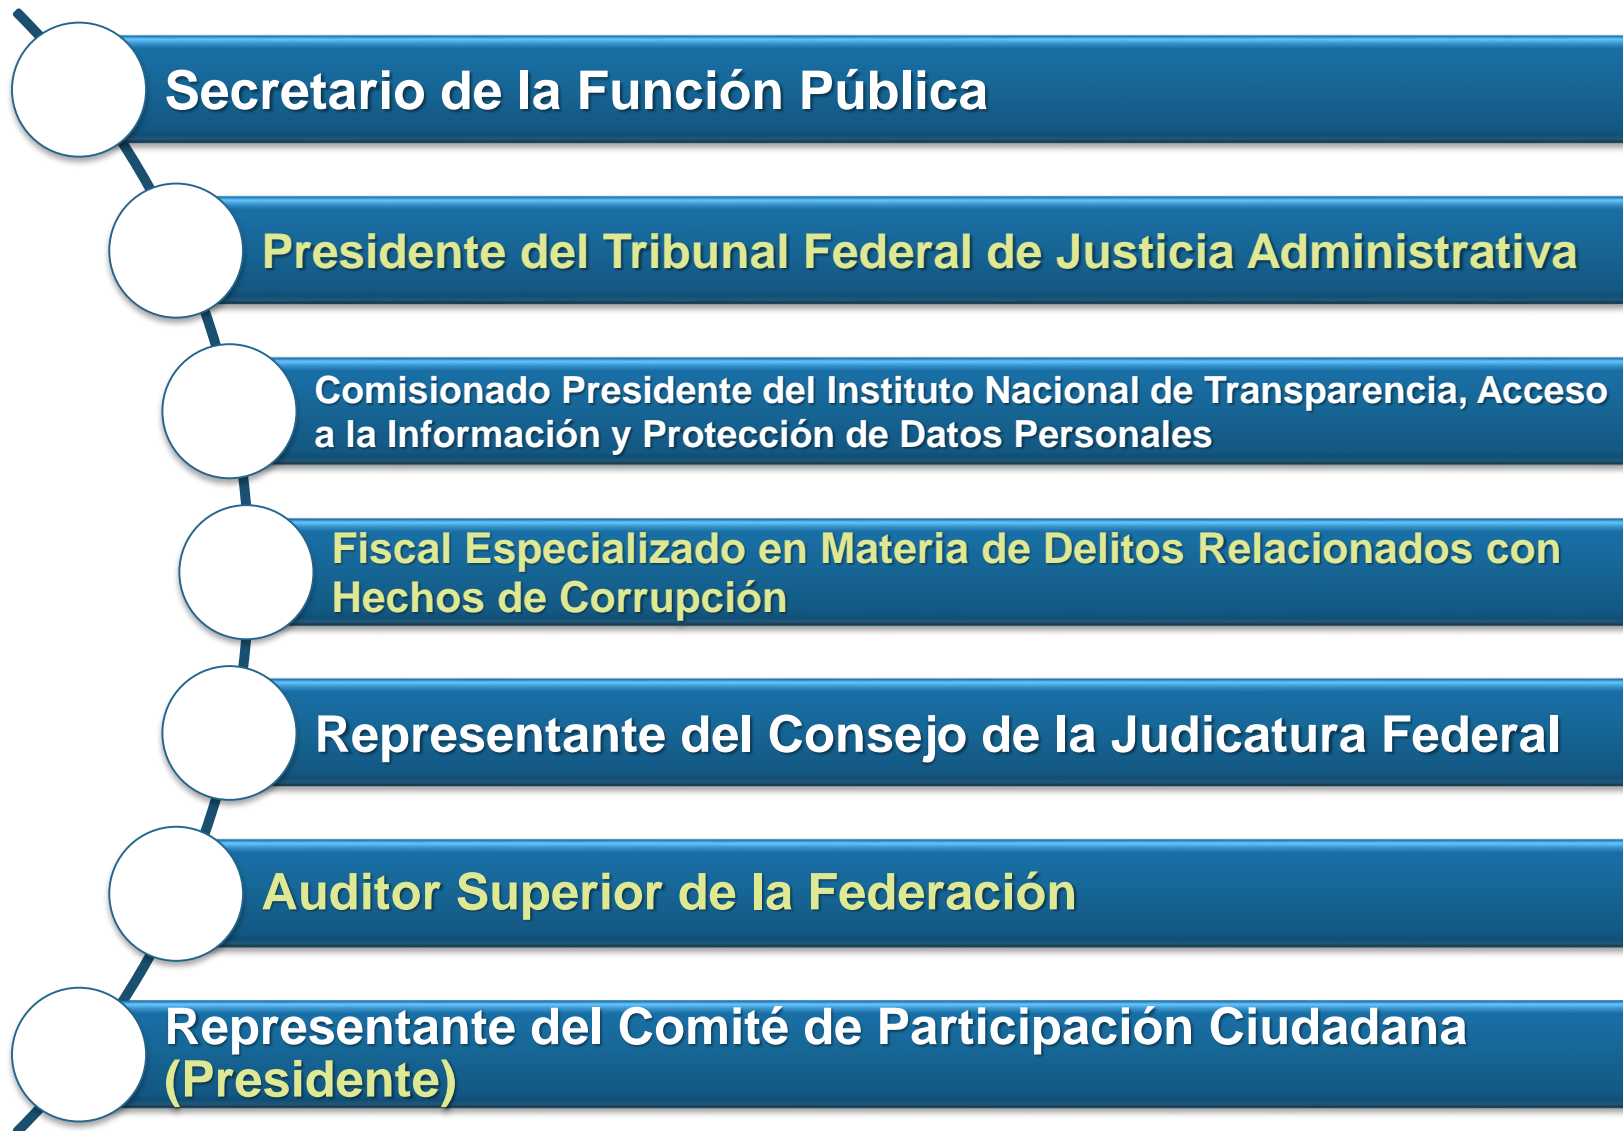 Secretario de la Función Pública
Presidente del Tribunal Federal de Justicia Administrativa
Comisionado Presidente del Instituto Nacional de Transparencia, Acceso
a la Información y Protección de Datos Personales
Fiscal Especializado en Materia de Delitos Relacionados con
Hechos de Corrupción
Representante del Consejo de la Judicatura Federal
Auditor Superior de la Federación
Representante del Comité de Participación Ciudadana
(Presidente)